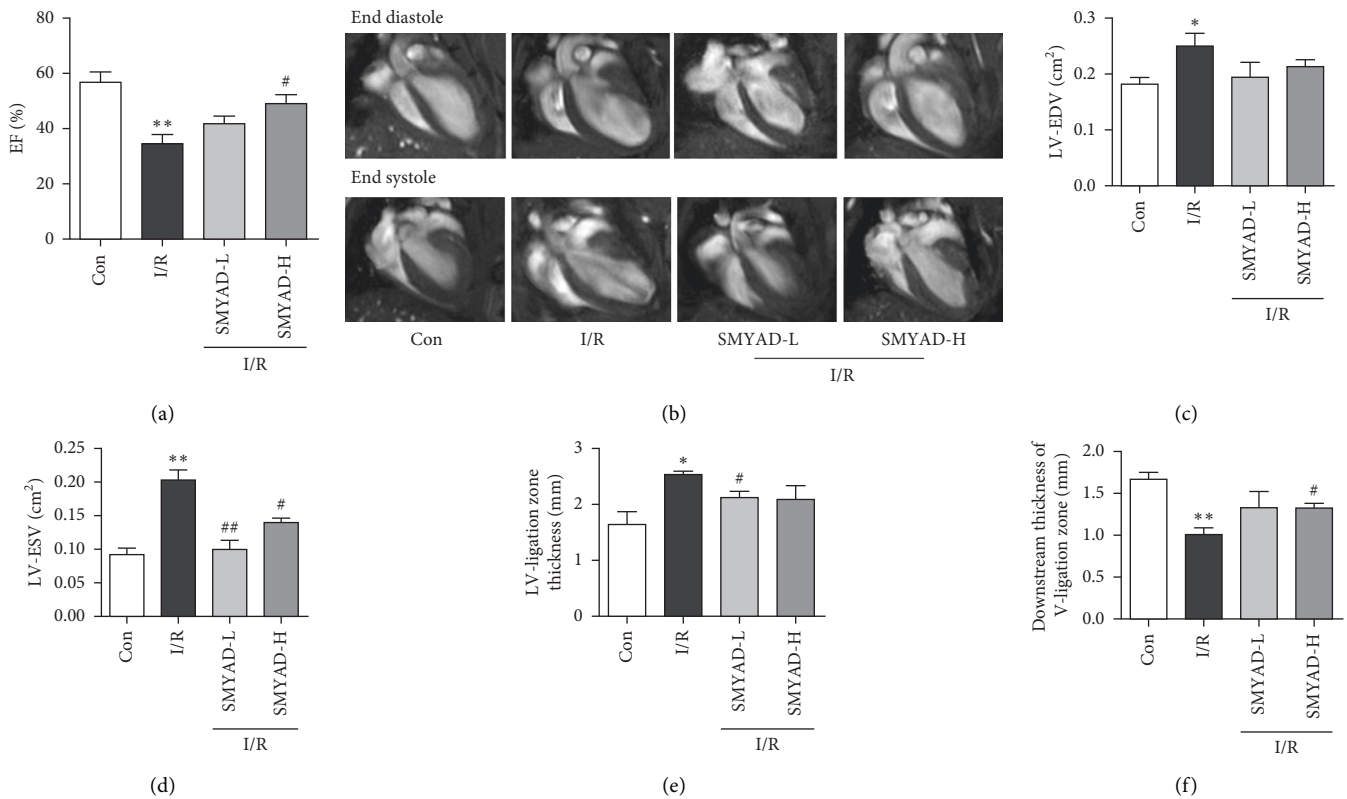 80
60
40
20
0
EF (%)
**
#
Con
I/R
SMYAD-L
SMYAD-H
I/R
(a)
End diastole
End systole
Con I/R SMYAD-L SMYAD-H
I/R
(b)
0.3
0.2
0.1
0.0
LV-EDV (cm²)
*
Con
I/R
SMYAD-L
SMYAD-H
I/R
(c)
0.25
0.20
0.15
0.10
0.05
0.00
LV-ESV (cm²)
**
##
#
Con
I/R
SMYAD-L
SMYAD-H
I/R
(d)
3
2
1
0
LV-ligation zone
thickness (mm)
*
#
Con
I/R
SMYAD-L
SMYAD-H
I/R
(e)
2.0
1.5
1.0
0.5
0.0
Downstream thickness of
V-ligation zone (mm)
**
#
Con
I/R
SMYAD-L
SMYAD-H
I/R
(f)